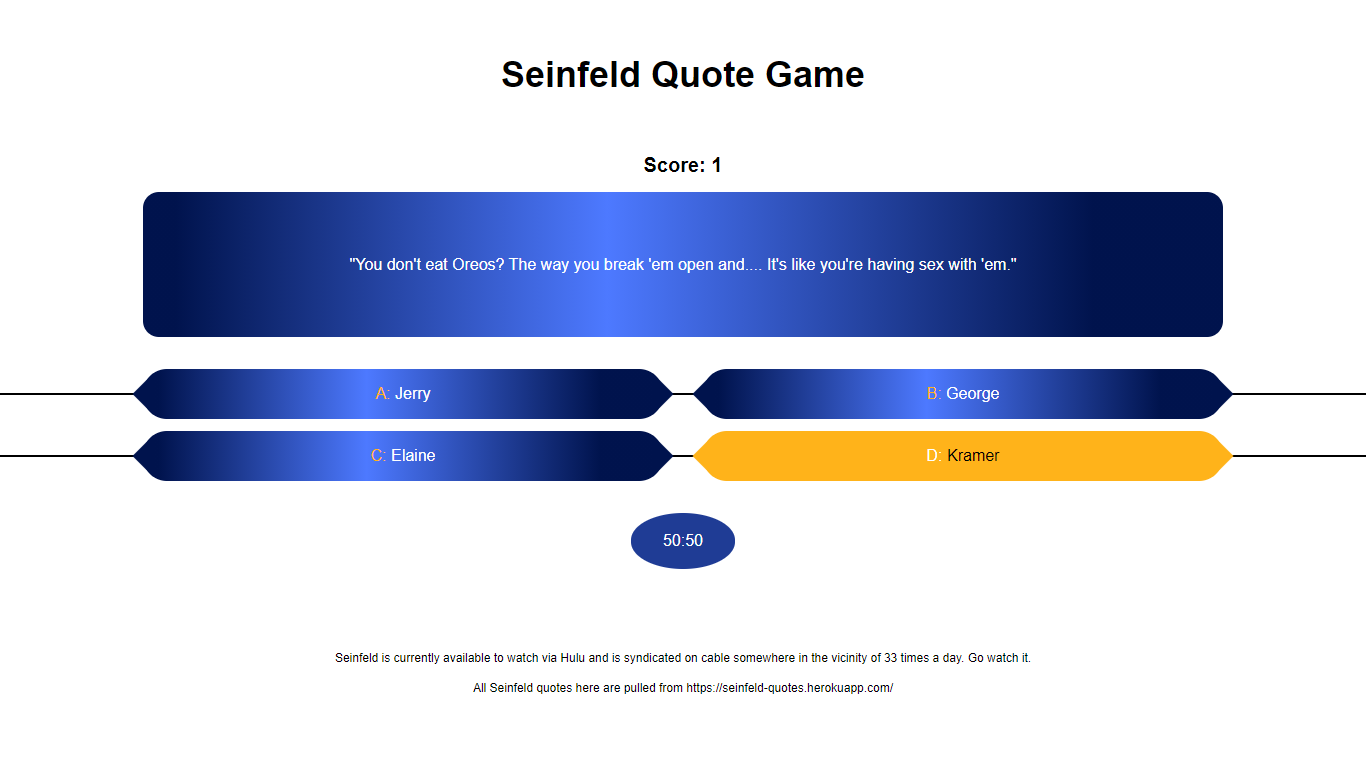 Seinfeld Quote Game
Score: 1
"You don't eat Oreos? The way you break 'em open and.... It's like you're having sex with 'em."
A: Jerry
B: George
C: Elaine
D: Kramer
50:50
Seinfeld is currently available to watch via Hulu and is syndicated on cable somewhere in the vicinity of 33 times a day. Go watch it.
All Seinfeld quotes here are pulled from https://seinfeld-quotes.herokuapp.com/